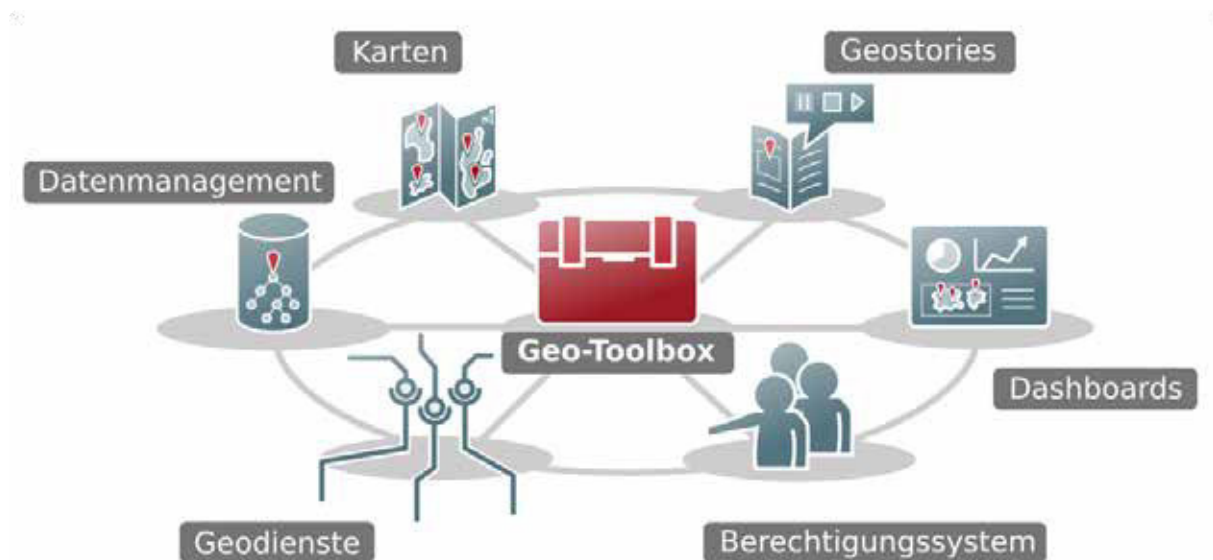 Karten
Geostories
Datenmanagement
Geo-Toolbox
Dashboards
Geodienste
Berechtigungssystem